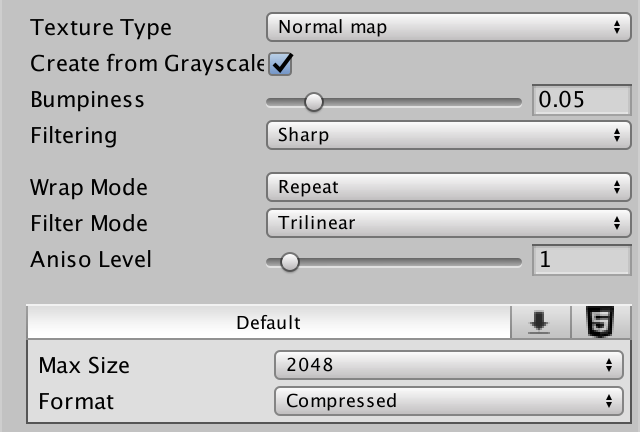 Texture Type Normal map
Create from Grayscale
Bumpiness 0.05
Filtering Sharp
Wrap Mode Repeat
Filter Mode Trilinear
Aniso Level 1
Default 5
Max Size 2048
Format Compressed